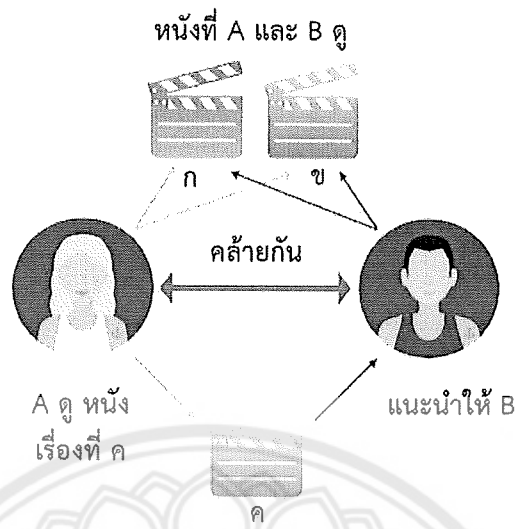 หนังที่ A และ B ดู
ก
ข
คล้ายกัน
A ดู หนัง
เรื่องที่ ค
แนะนำให้ B
ค